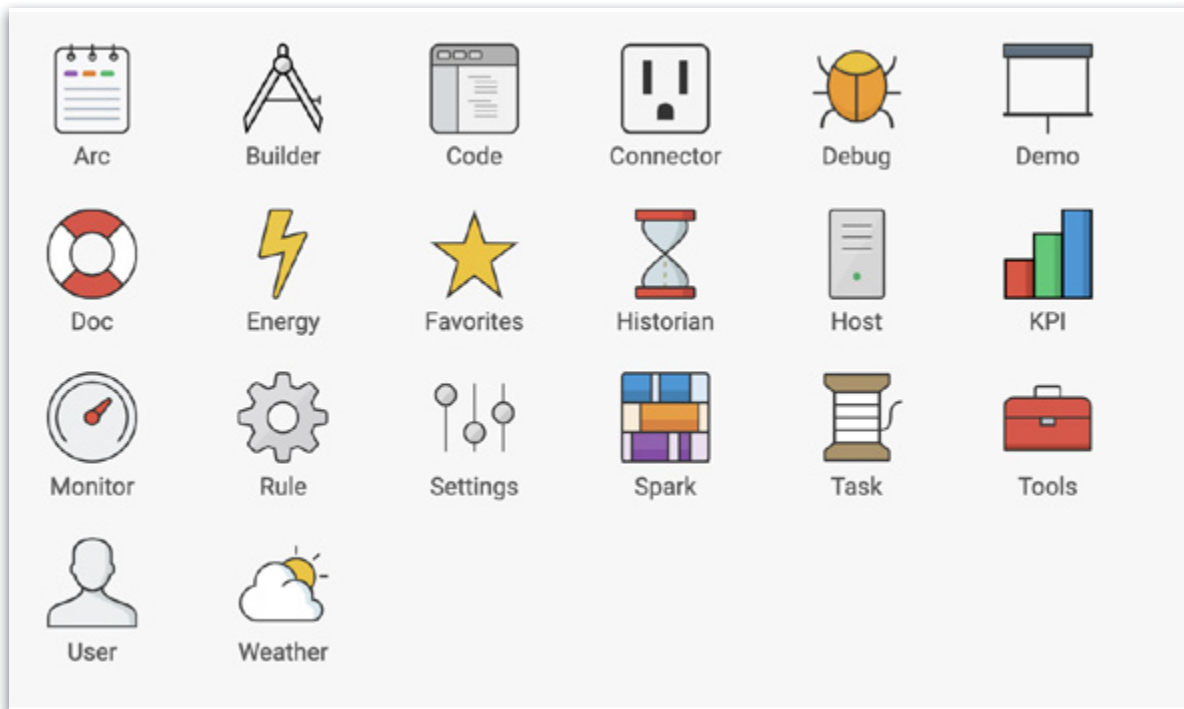 Arc Builder Code Connector Debug Demo
Doc Energy Favorites Historian Host KPI
Monitor Rule Settings Spark Task Tools
User Weather